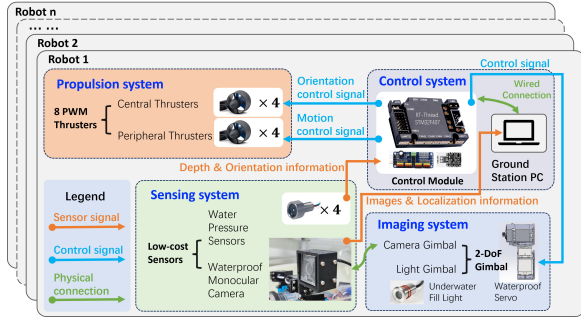 Robot n
... ...
Robot 2
Robot 1
Propulsion system
8 PWM
Thrusters
Central Thrusters
× 4
Peripheral Thrusters
× 4
Orientation
control signal
Motion
control signal
Control system
Control signal
Wired
Connection
RT-Thread
STM32F407
Control Module
Ground
Station PC
Depth & Orientation information
Images & Localization information
Legend
Sensor signal
Control signal
Physical
connection
Sensing system
Low-cost
Sensors
Water
Pressure
Sensors
× 4
Waterproof
Monocular
Camera
Imaging system
Camera Gimbal
Light Gimbal
2-DoF
Gimbal
Underwater
Fill Light
Waterproof
Servo